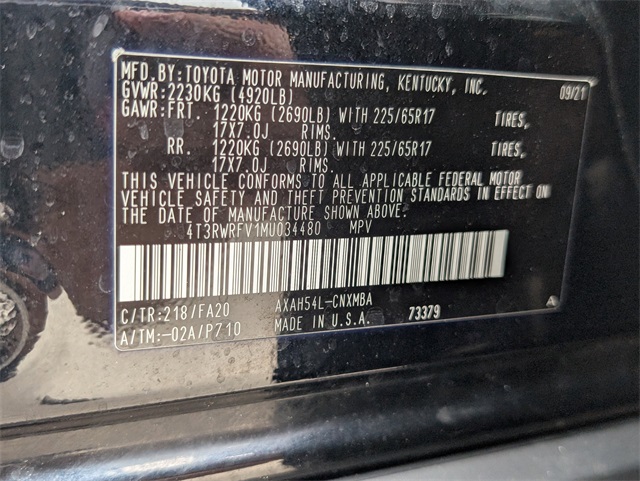 MFD.BY:TOYOTA MOTOR MANUFACTURING, KENTUCKY, INC.
GVWR:2230KG (4920LB) 09/21
GAWR:FRT. 1220KG (2690LB) WITH 225/65R17 TIRES,
17X7.0J RIMS.
RR. 1220KG (2690LB) WITH 225/65R17 TIRES,
17X7.0J RIMS.
THIS VEHICLE CONFORMS TO ALL APPLICABLE FEDERAL MOTOR
VEHICLE SAFETY AND THEFT PREVENTION STANDARDS IN EFFECT ON
THE DATE OF MANUFACTURE SHOWN ABOVE.
4T3RWRFV1MU034480 MPV
C/TR:218/FA20 AXAH54L-CNXMBA
A/TM:-02A/P710 MADE IN U.S.A. 73379